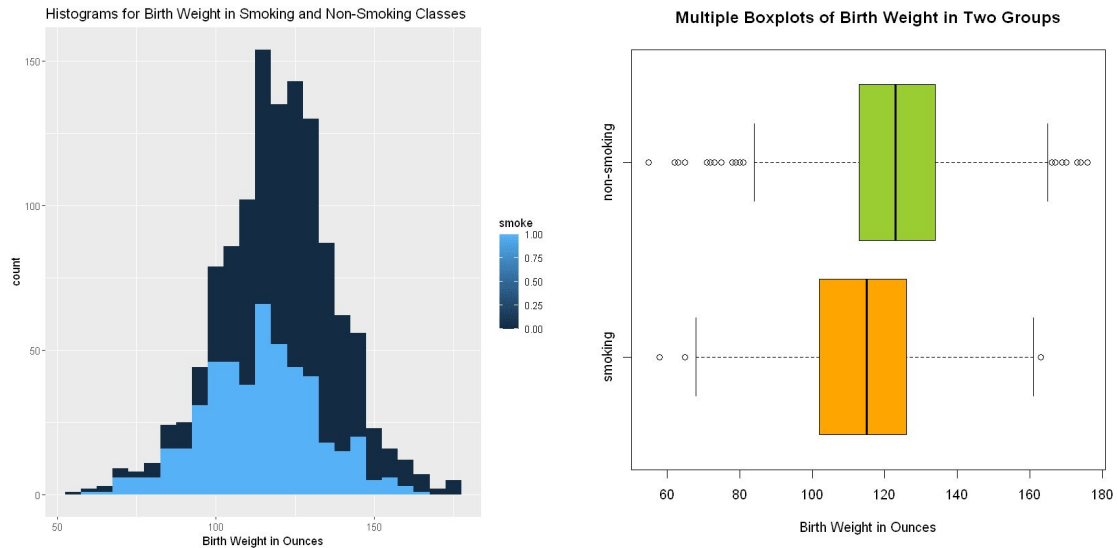 Histograms for Birth Weight in Smoking and Non-Smoking Classes
150
100
50
0
count
50
100
150
Birth Weight in Ounces
smoke
1.00
0.75
0.50
0.25
0.00
Multiple Boxplots of Birth Weight in Two Groups
non-smoking
smoking
60
80
100
120
140
160
180
Birth Weight in Ounces